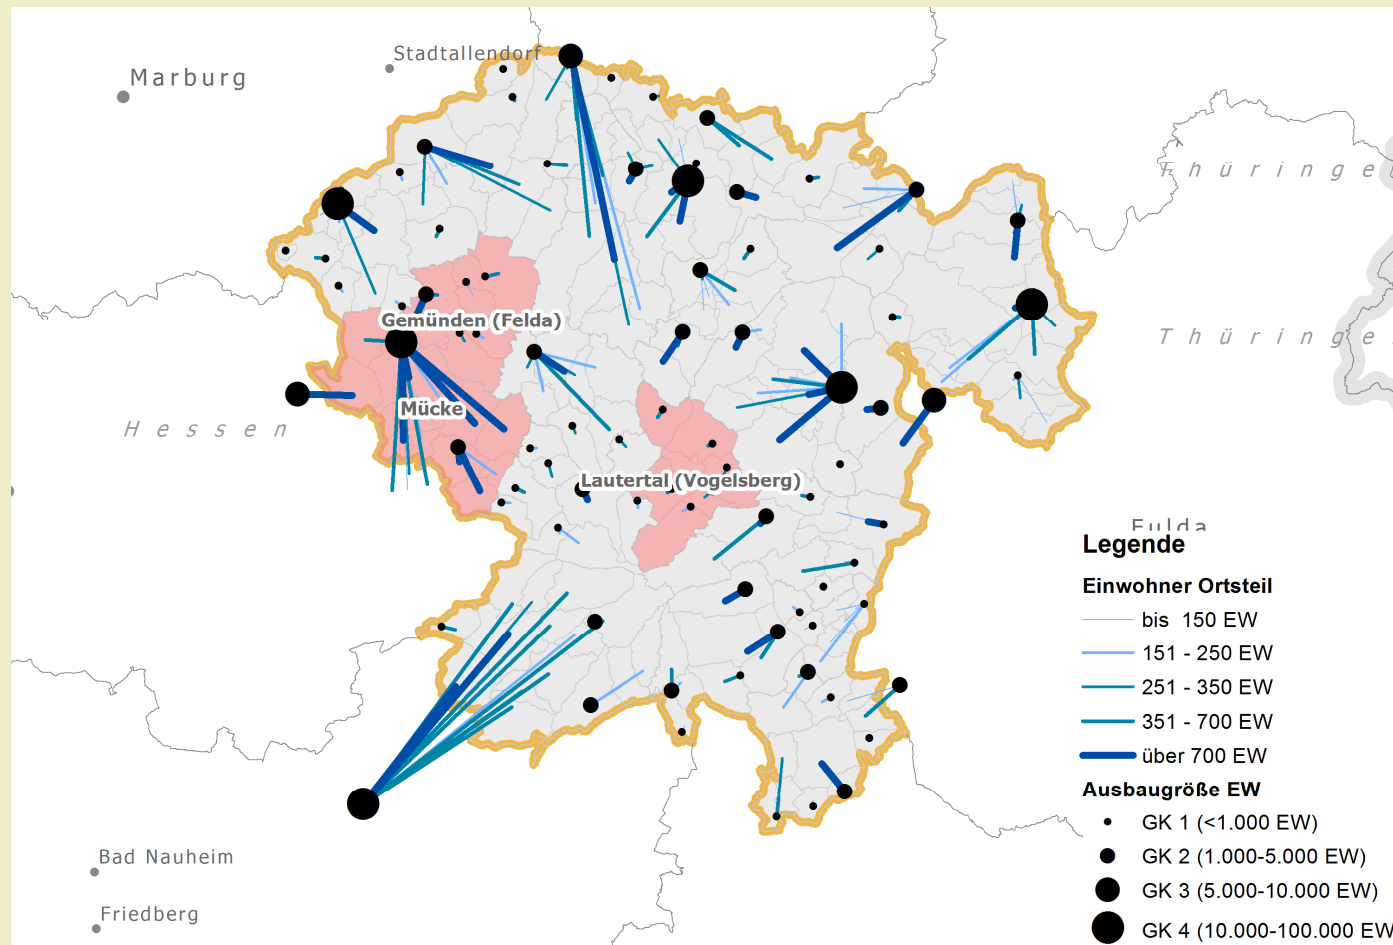 Stadtallendorf
Marburg
Thüringe
Gemünden (Felda)
Thüringe
Mücke
Hessen
Lautertal (Vogelsberg)
Fulda
Legende
Einwohner Ortsteil
bis 150 EW
151 - 250 EW
251 - 350 EW
351 - 700 EW
über 700 EW
Ausbaugröße EW
GK 1 (<1.000 EW)
GK 2 (1.000-5.000 EW)
GK 3 (5.000-10.000 EW)
GK 4 (10.000-100.000 EW
Bad Nauheim
Friedberg